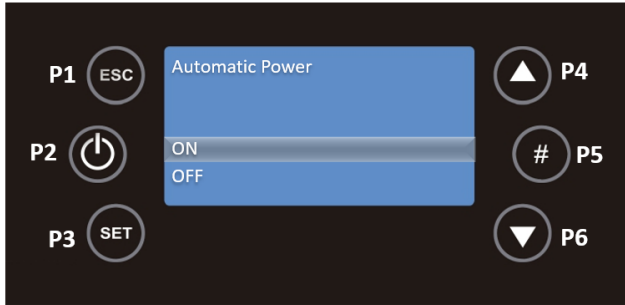 P1 ESC
Automatic Power
P4
P2
ON
# P5
OFF
P3 SET
P6